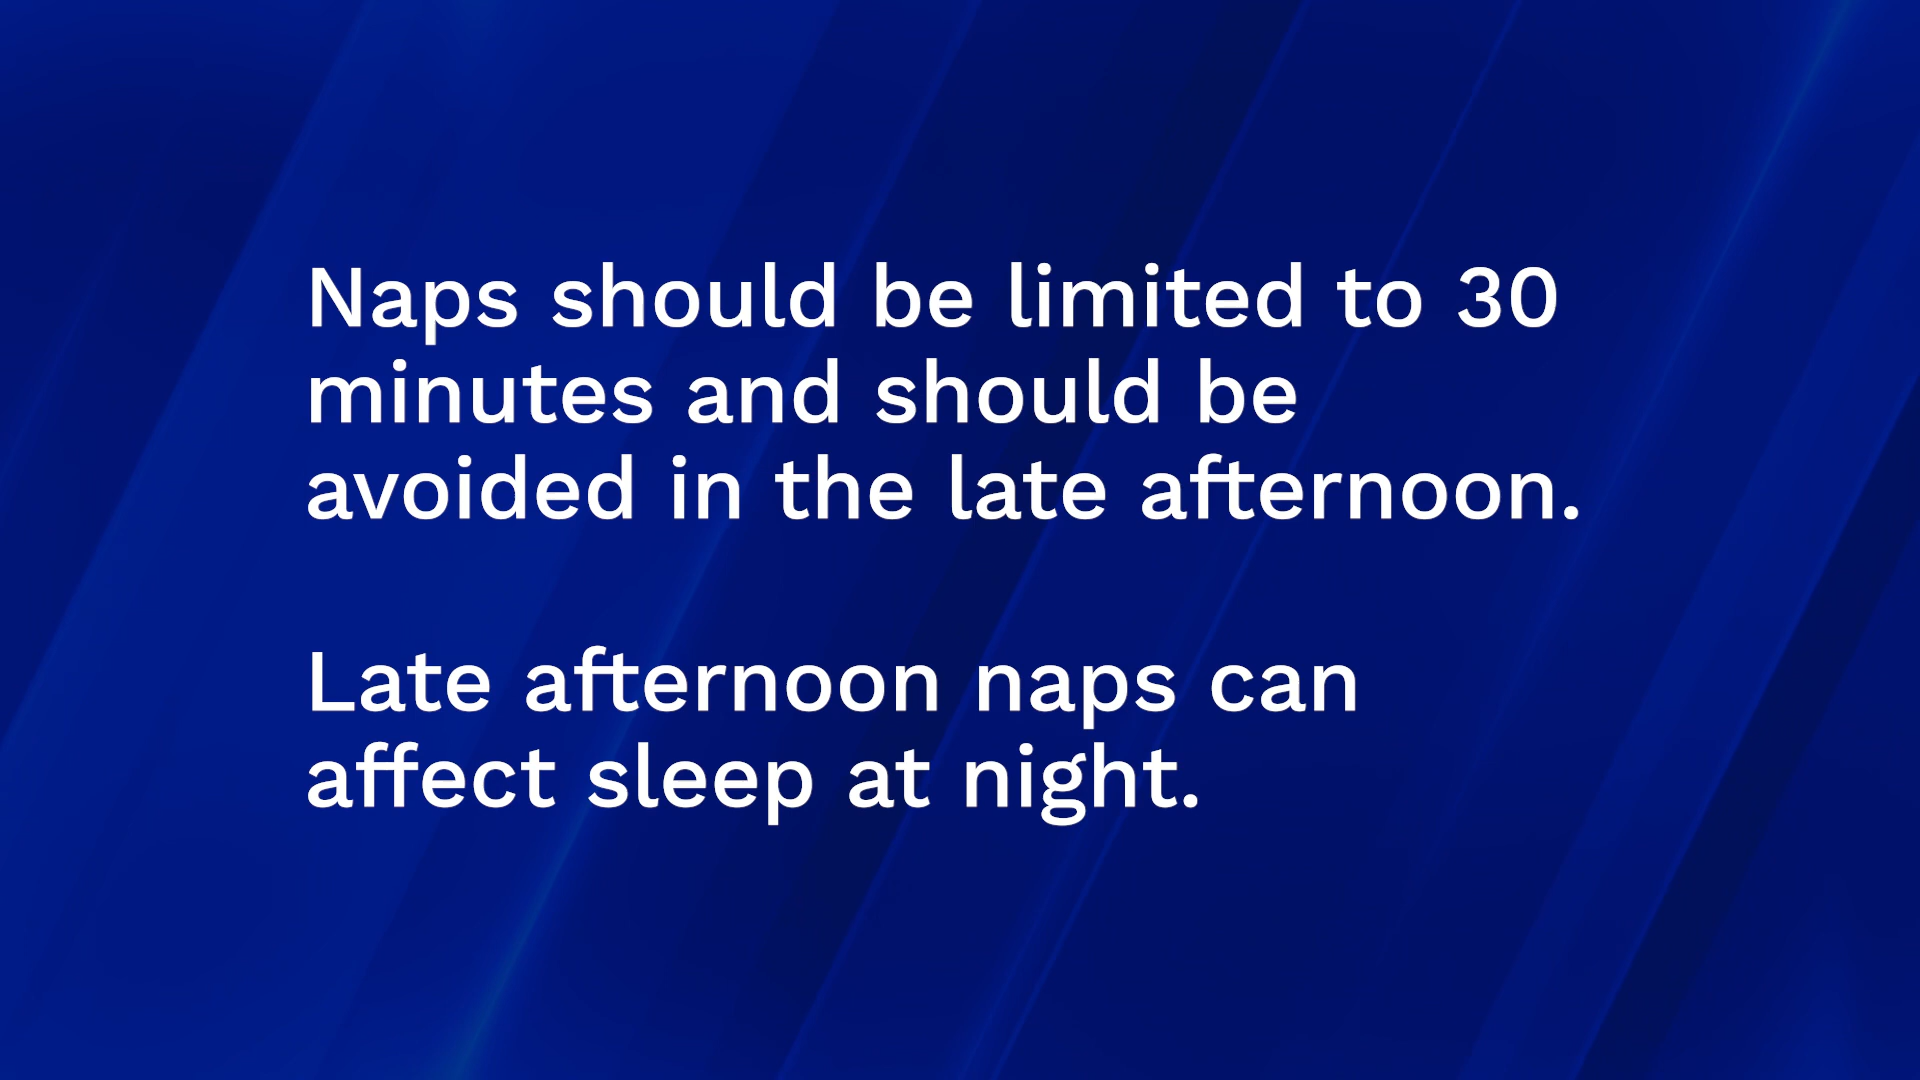 Naps should be limited to 30
minutes and should be
avoided in the late afternoon.
Late afternoon naps can
affect sleep at night.